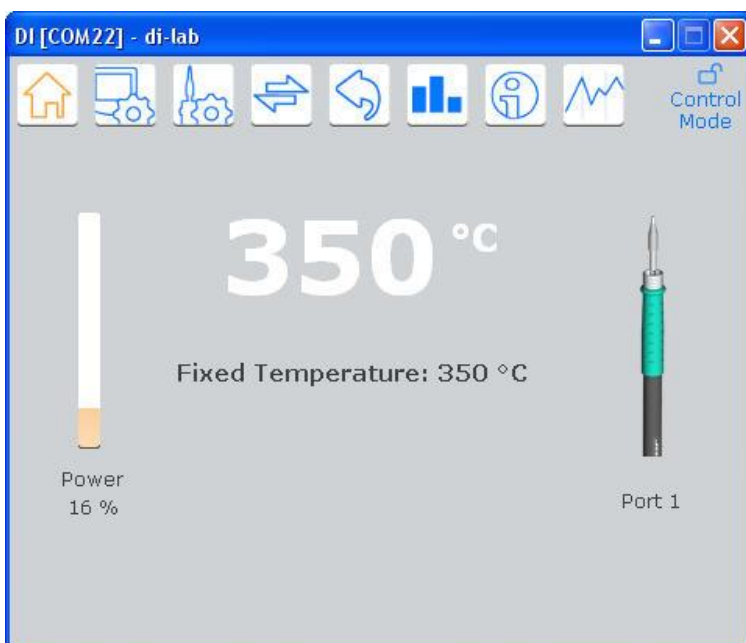 DI [COM22] - di-lab
Control
Mode
350 °C
Fixed Temperature: 350 °C
Power
16 %
Port 1